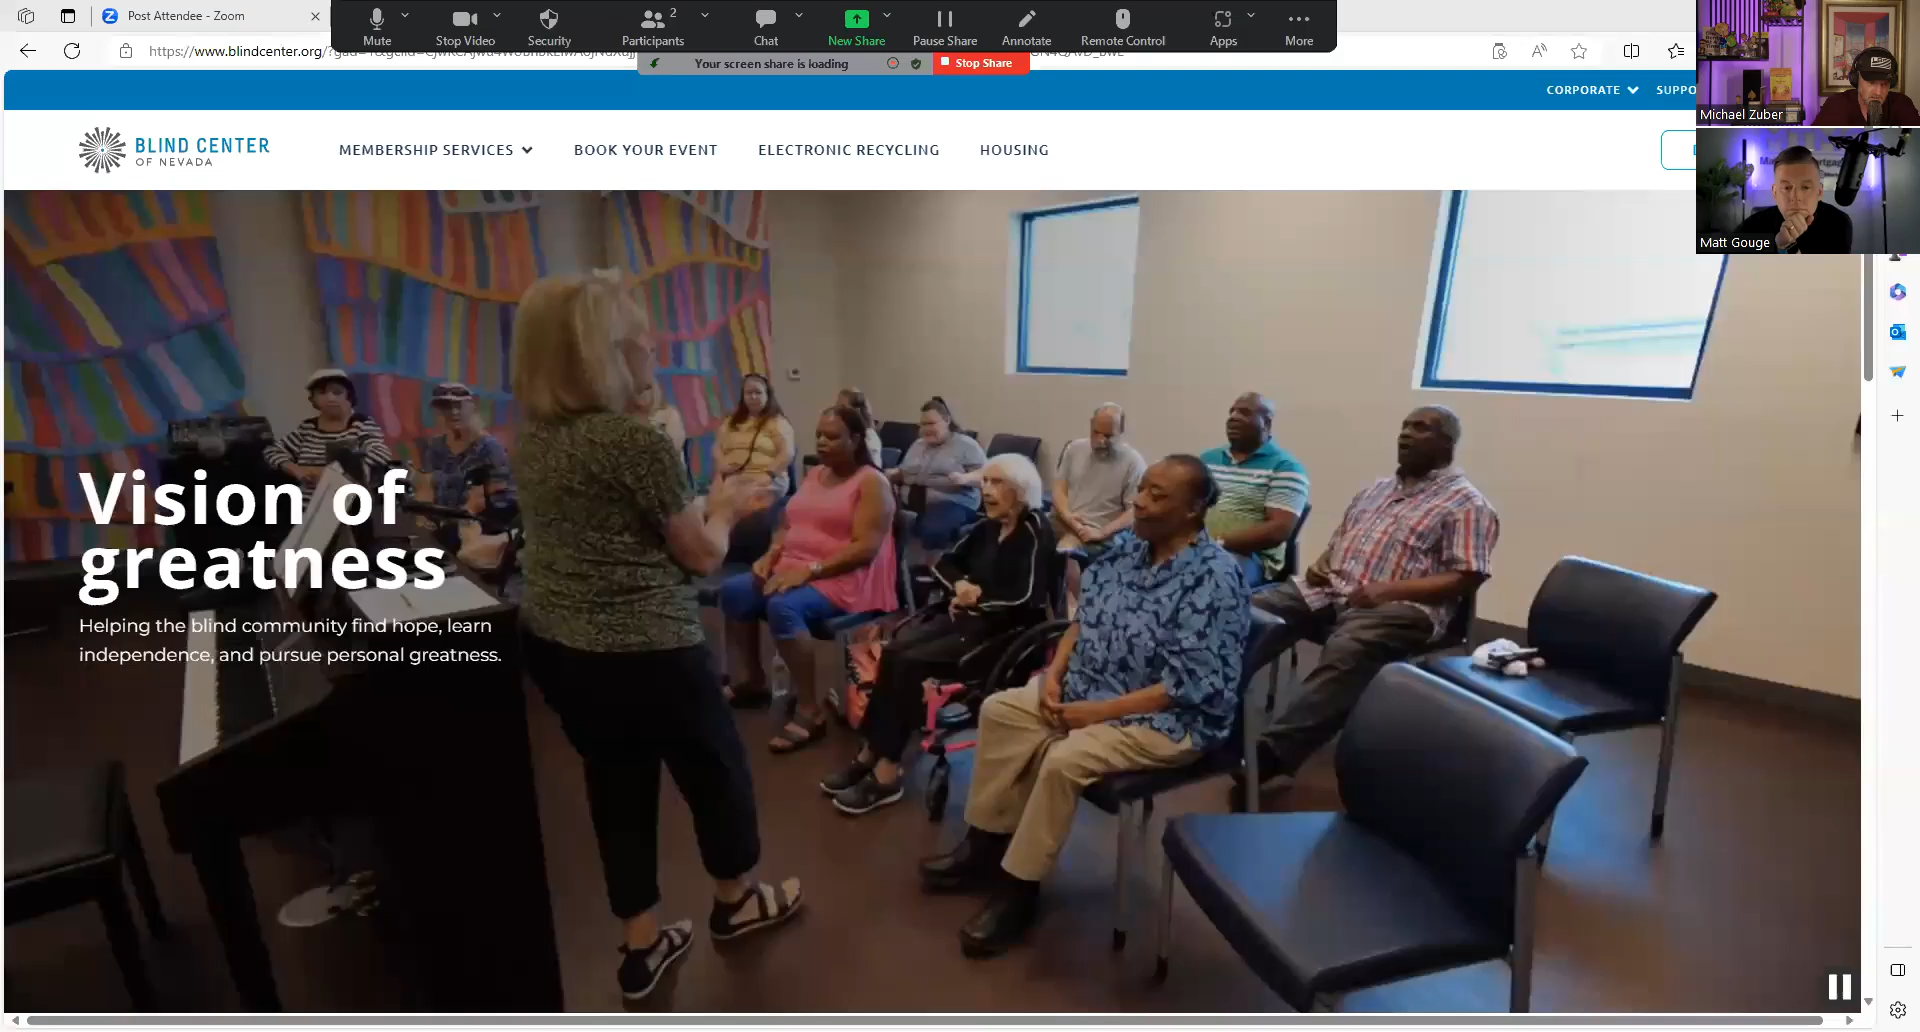 Post Attendee - Zoom
Mute
Stop Video
Security
Participants
2
Chat
New Share
Pause Share
Annotate
Remote Control
Apps
More
https://www.blindcenter.org/
Your screen share is loading
Stop Share
CORPORATE
SUPPO
BLIND CENTER
OF NEVADA
MEMBERSHIP SERVICES
BOOK YOUR EVENT
ELECTRONIC RECYCLING
HOUSING
Michael Zuber
Matt Gouge
Vision of
greatness
Helping the blind community find hope, learn
independence, and pursue personal greatness.